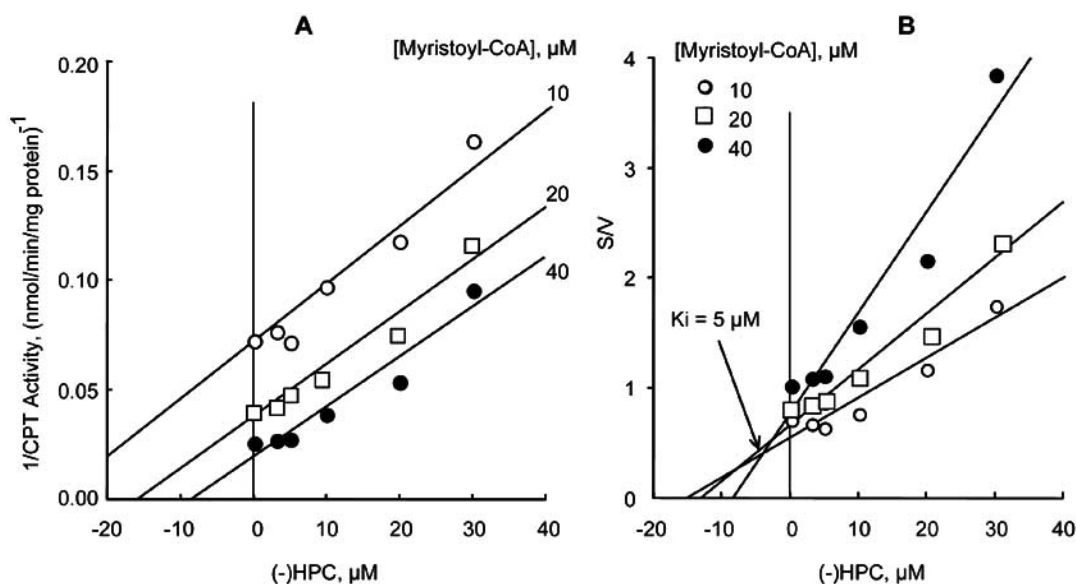 A
[Myristoyl-CoA], µM
0.20
0.15
0.10
0.05
0.00
1/CPT Activity, (nmol/min/mg protein)-1
10
20
40
-20 -10 0 10 20 30 40
(-)HPC, µM
B
[Myristoyl-CoA], µM
10
20
40
4
3
2
1
0
S/V
Ki = 5 µM
-20 -10 0 10 20 30 40
(-)HPC, µM